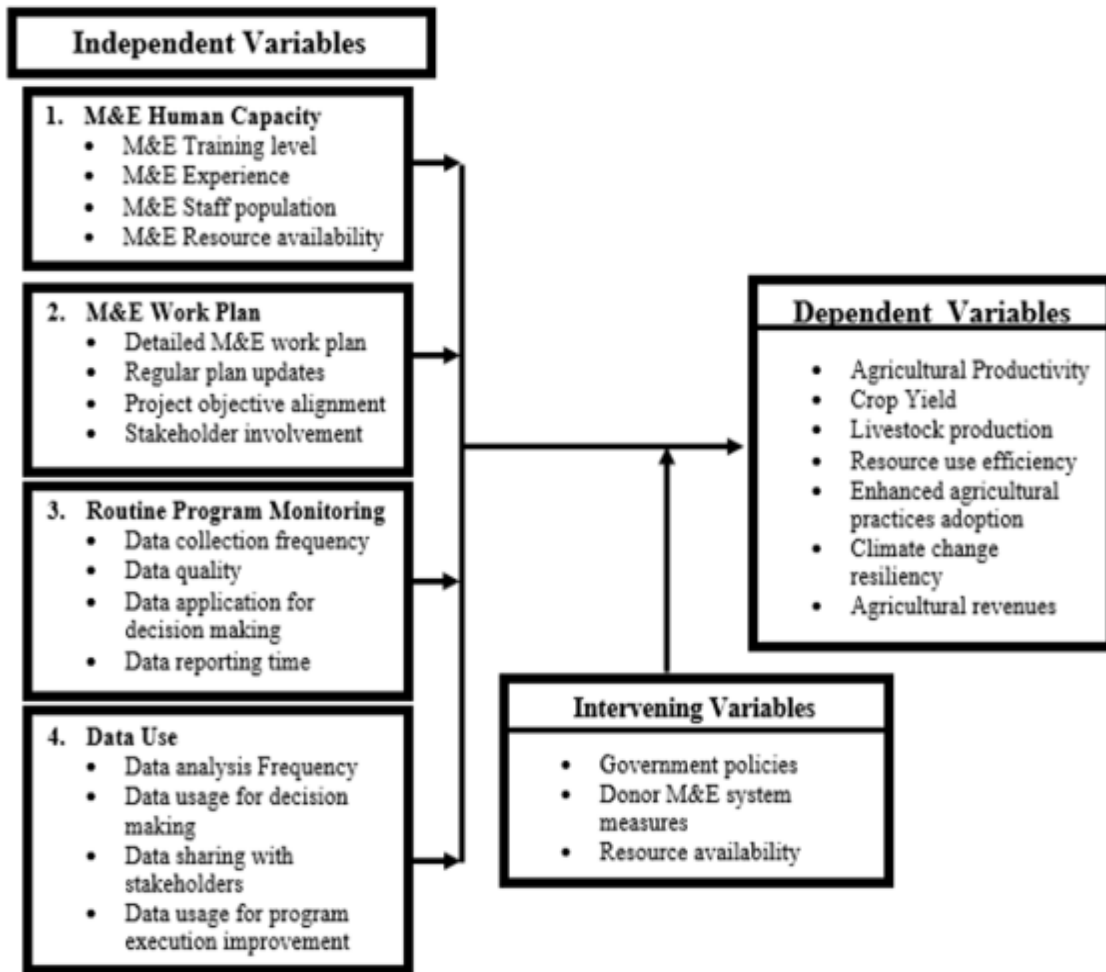 Independent Variables
1. M&E Human Capacity
• M&E Training level
• M&E Experience
• M&E Staff population
• M&E Resource availability
2. M&E Work Plan
• Detailed M&E work plan
• Regular plan updates
• Project objective alignment
• Stakeholder involvement
3. Routine Program Monitoring
• Data collection frequency
• Data quality
• Data application for
decision making
• Data reporting time
4. Data Use
• Data analysis Frequency
• Data usage for decision
making
• Data sharing with
stakeholders
• Data usage for program
execution improvement
Intervening Variables
• Government policies
• Donor M&E system
measures
• Resource availability
Dependent Variables
• Agricultural Productivity
• Crop Yield
• Livestock production
• Resource use efficiency
• Enhanced agricultural
practices adoption
• Climate change
resiliency
• Agricultural revenues